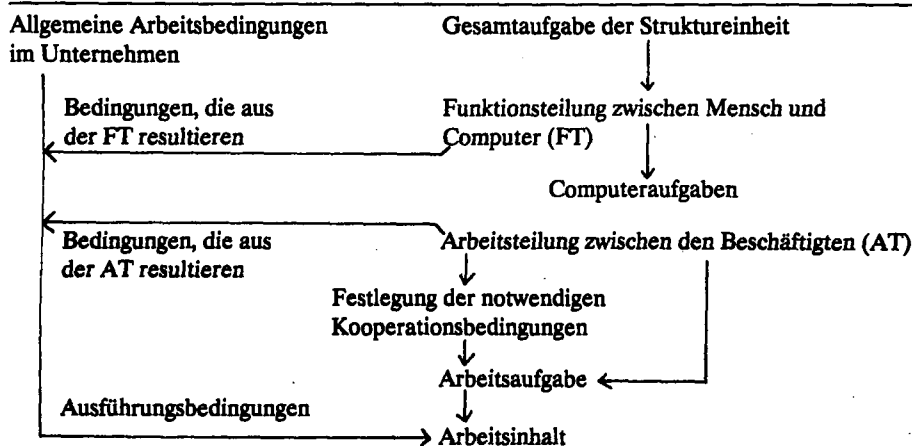 Allgemeine Arbeitsbedingungen
im Unternehmen
Gesamtaufgabe der Struktureinheit
Bedingungen, die aus
der FT resultieren
Funktionsteilung zwischen Mensch und
Computer (FT)
Computeraufgaben
Bedingungen, die aus
der AT resultieren
Arbeitsteilung zwischen den Beschäftigten (AT)
Festlegung der notwendigen
Kooperationsbedingungen
Arbeitsaufgabe
Ausführungsbedingungen
Arbeitsinhalt